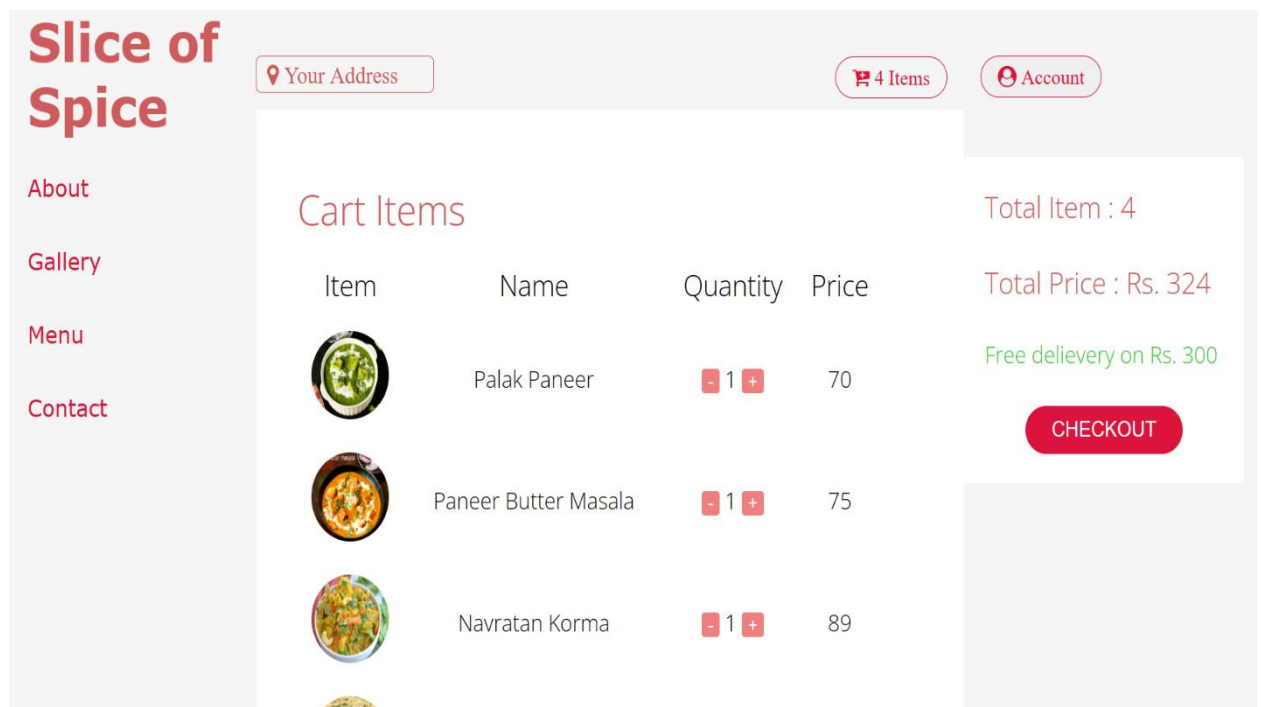 Slice of
Spice
Your Address
4 Items
Account
About
Gallery
Menu
Contact
Cart Items
Item Name Quantity Price
Palak Paneer - 1 + 70
Paneer Butter Masala - 1 + 75
Navratan Korma - 1 + 89
Total Item : 4
Total Price : Rs. 324
Free delievery on Rs. 300
CHECKOUT